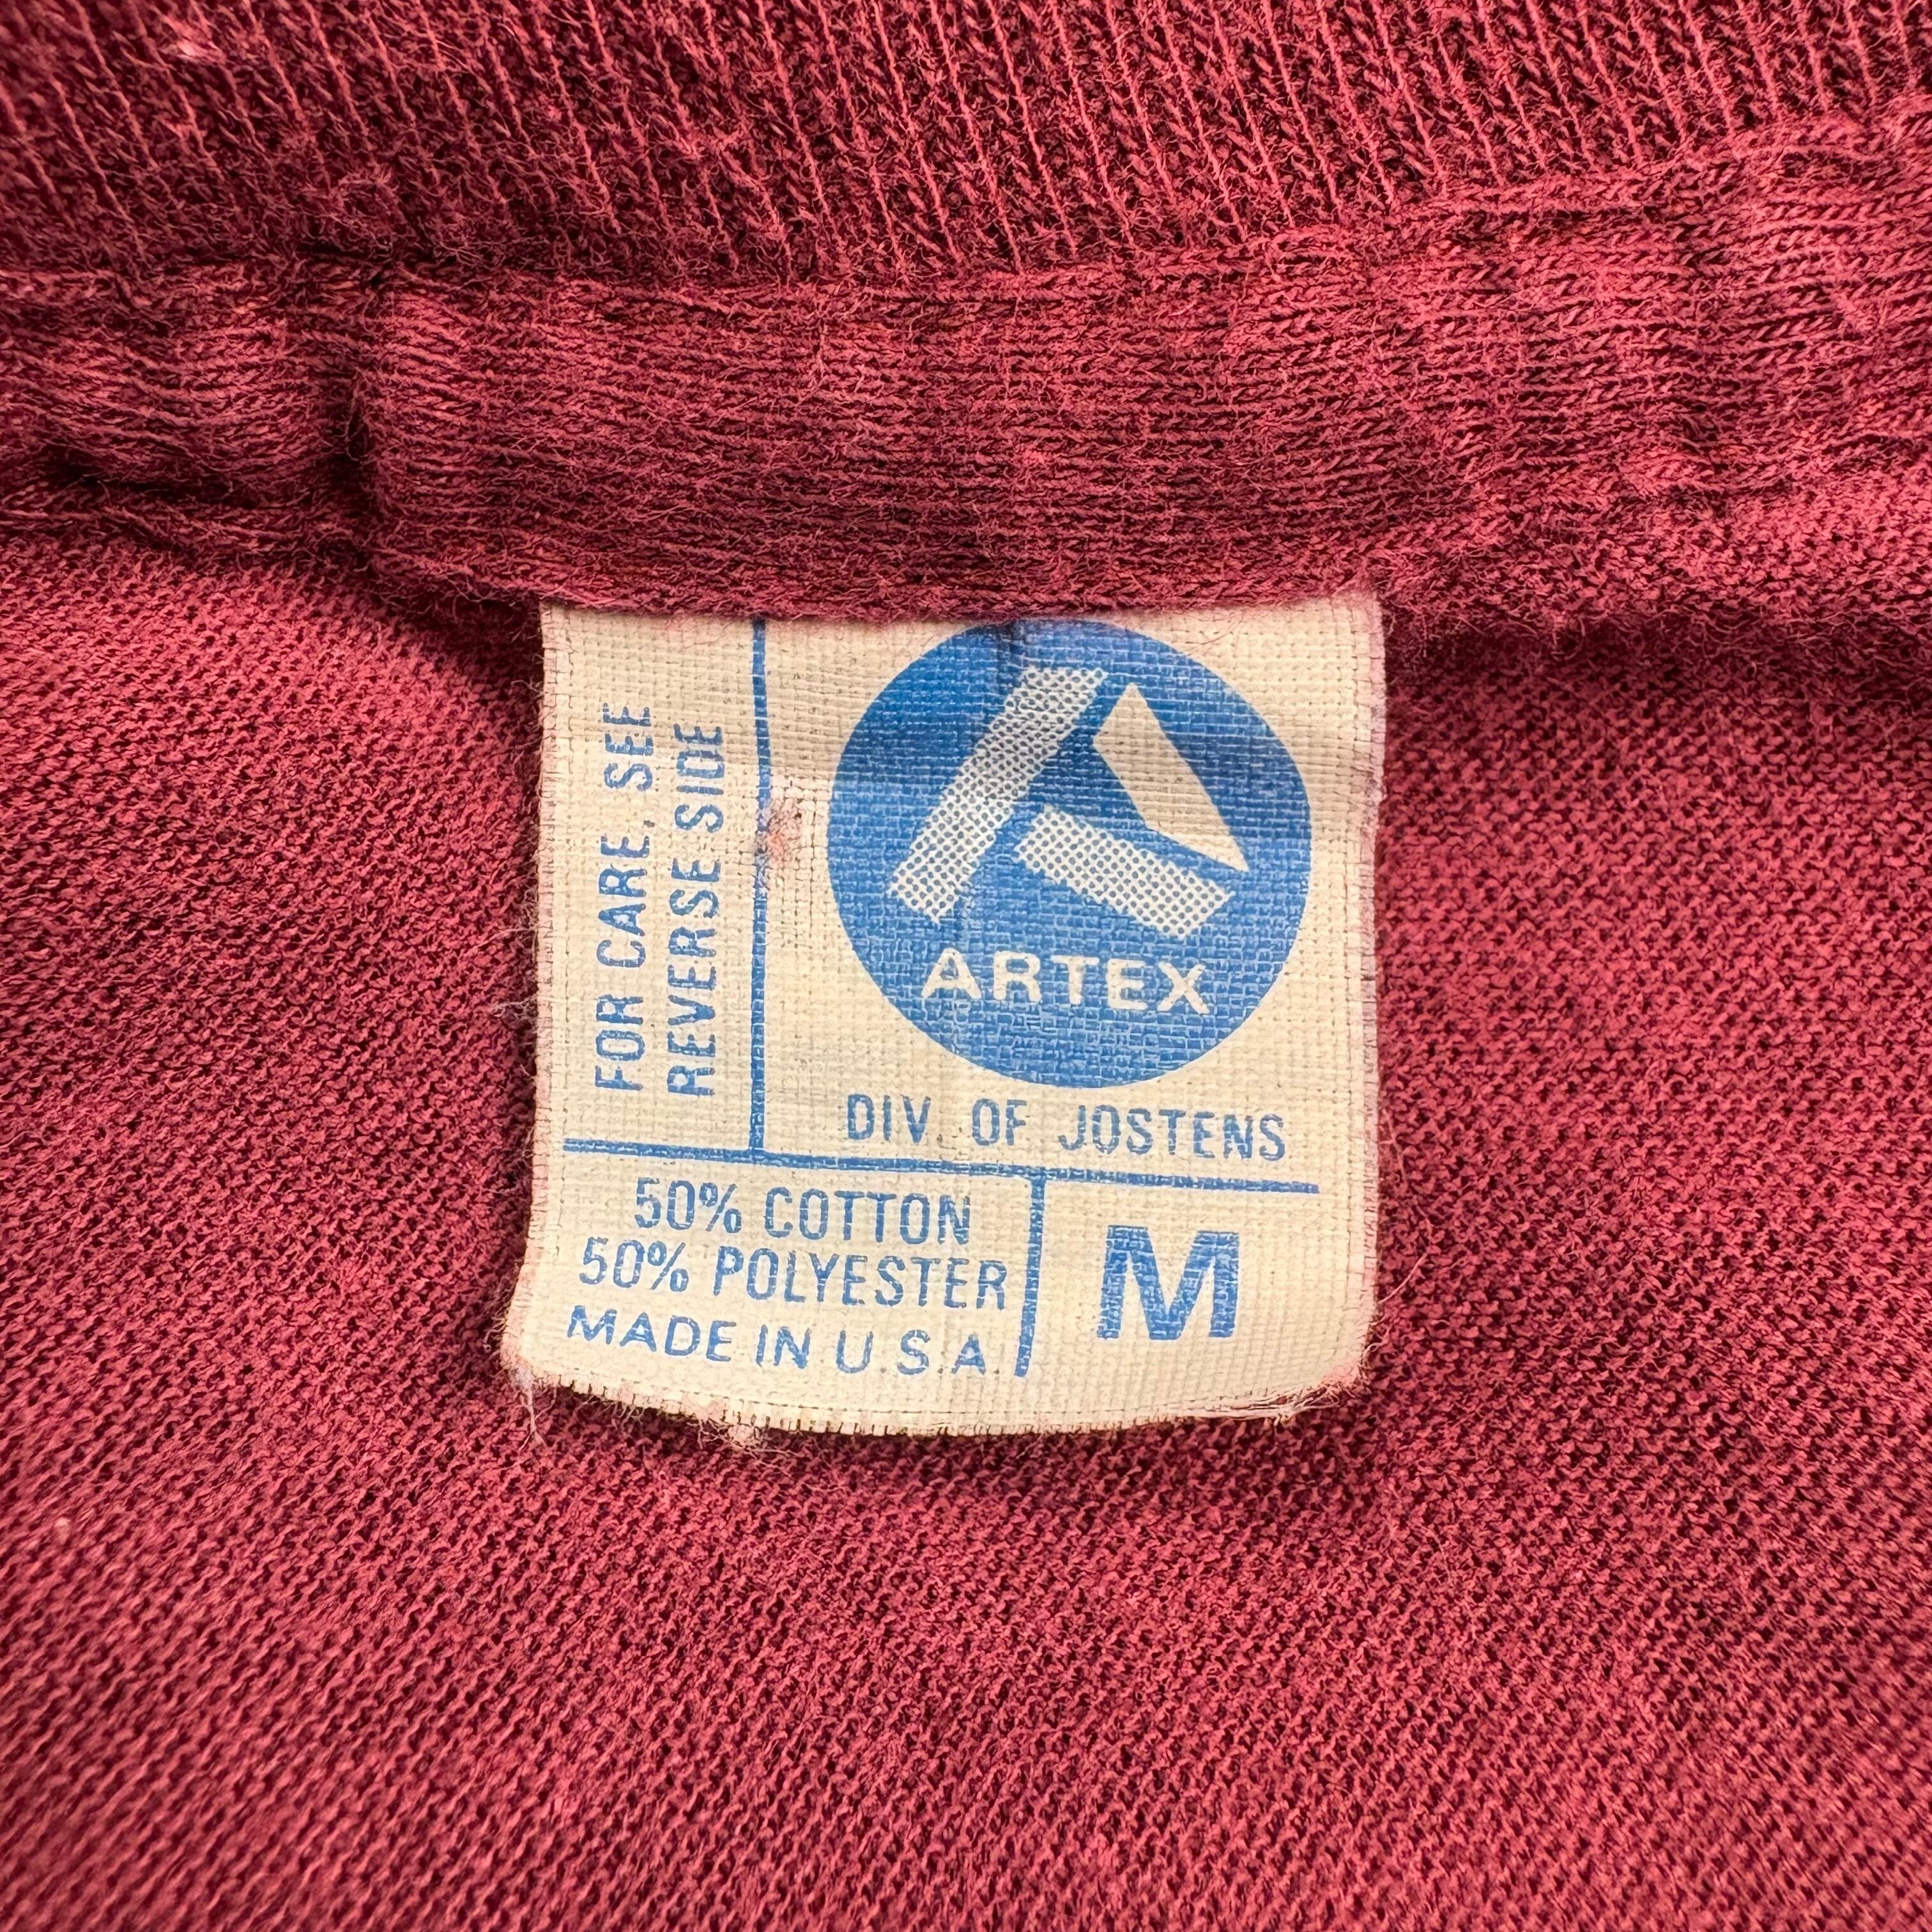 FOR CARE, SEE
REVERSE SIDE
ARTEX
DIV. OF JOSTENS
50% COTTON
50% POLYESTER
MADE IN U.S.A.
M